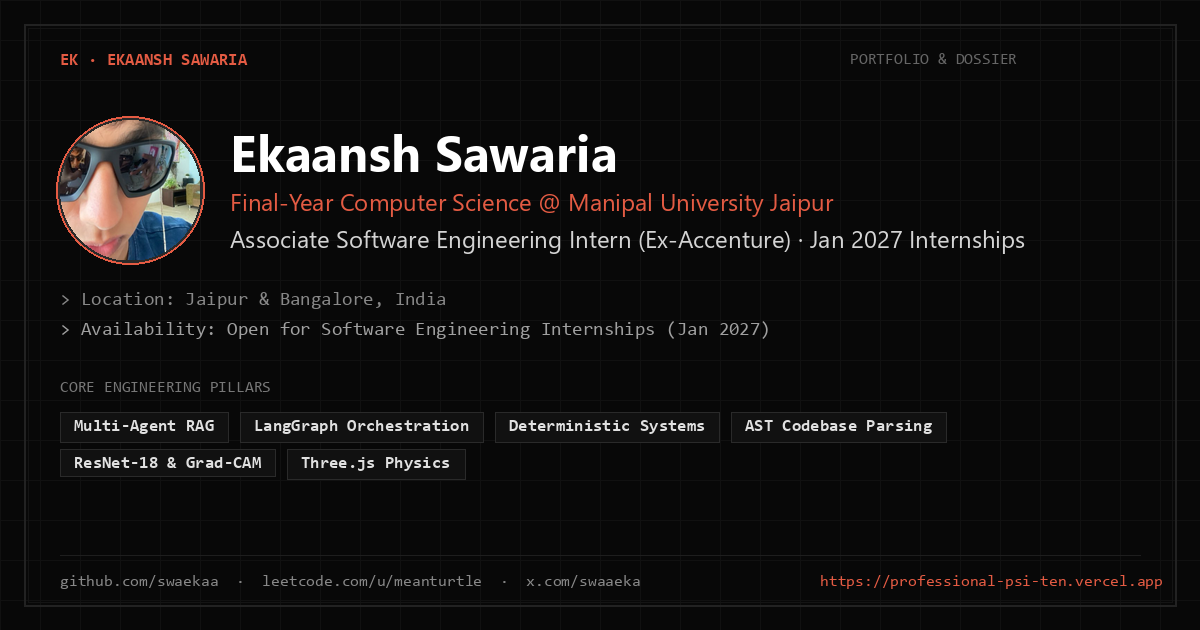 EK · EKAANSH SAWARIA
PORTFOLIO & DOSSIER
Ekaansh Sawaria
Final-Year Computer Science @ Manipal University Jaipur
Associate Software Engineering Intern (Ex-Accenture) · Jan 2027 Internships
> Location: Jaipur & Bangalore, India
> Availability: Open for Software Engineering Internships (Jan 2027)
CORE ENGINEERING PILLARS
Multi-Agent RAG
LangGraph Orchestration
Deterministic Systems
AST Codebase Parsing
ResNet-18 & Grad-CAM
Three.js Physics
github.com/swaekaa · leetcode.com/u/meanturtle · x.com/swaaeka
https://professional-psi-ten.vercel.app